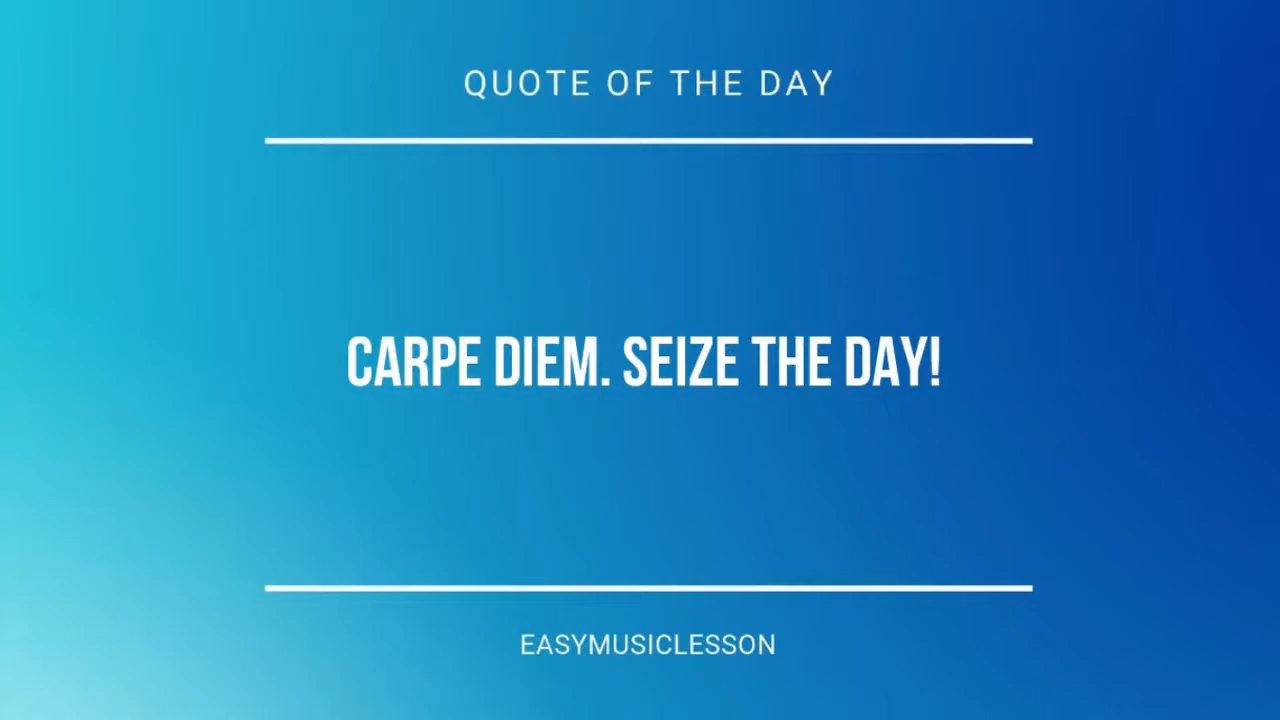 QUOTE OF THE DAY
CARPE DIEM. SEIZE THE DAY!
EASYMUSICLESSON